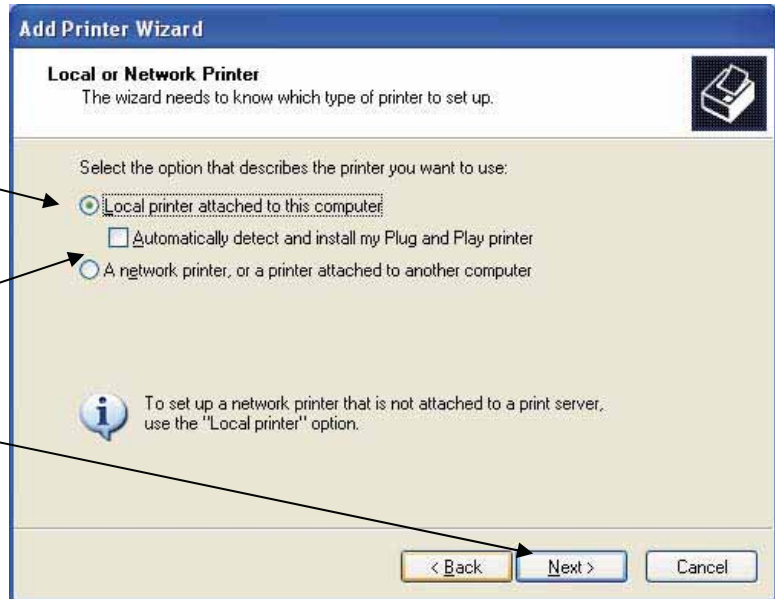 Add Printer Wizard
Local or Network Printer
The wizard needs to know which type of printer to set up.
Select the option that describes the printer you want to use:
Local printer attached to this computer
Automatically detect and install my Plug and Play printer
A network printer, or a printer attached to another computer
To set up a network printer that is not attached to a print server,
use the "Local printer" option.
< Back
Next >
Cancel